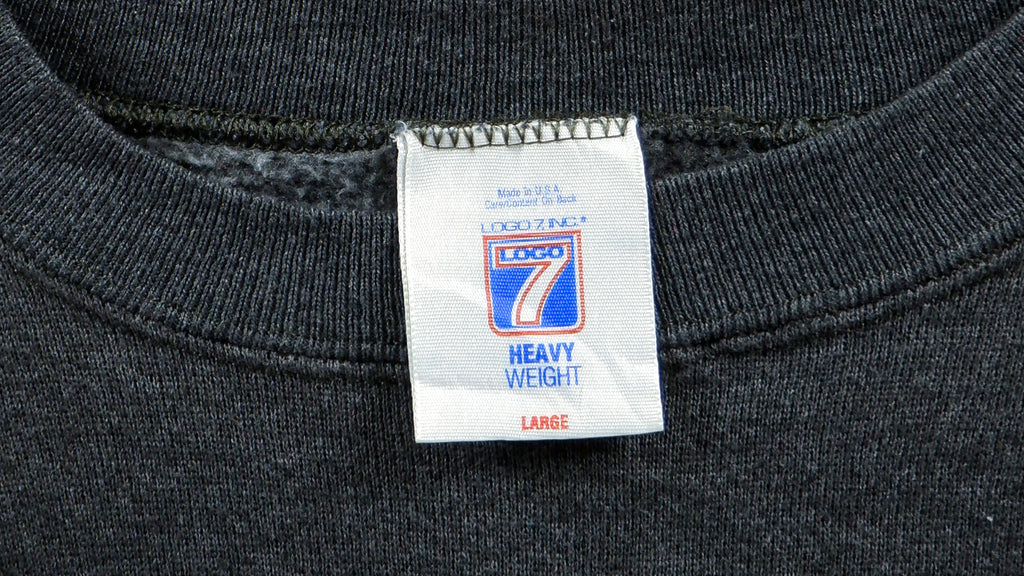 Made In U.S.A.
Care/Content On Back
LOGO 7, INC.®
LOGO
7
HEAVY
WEIGHT
LARGE